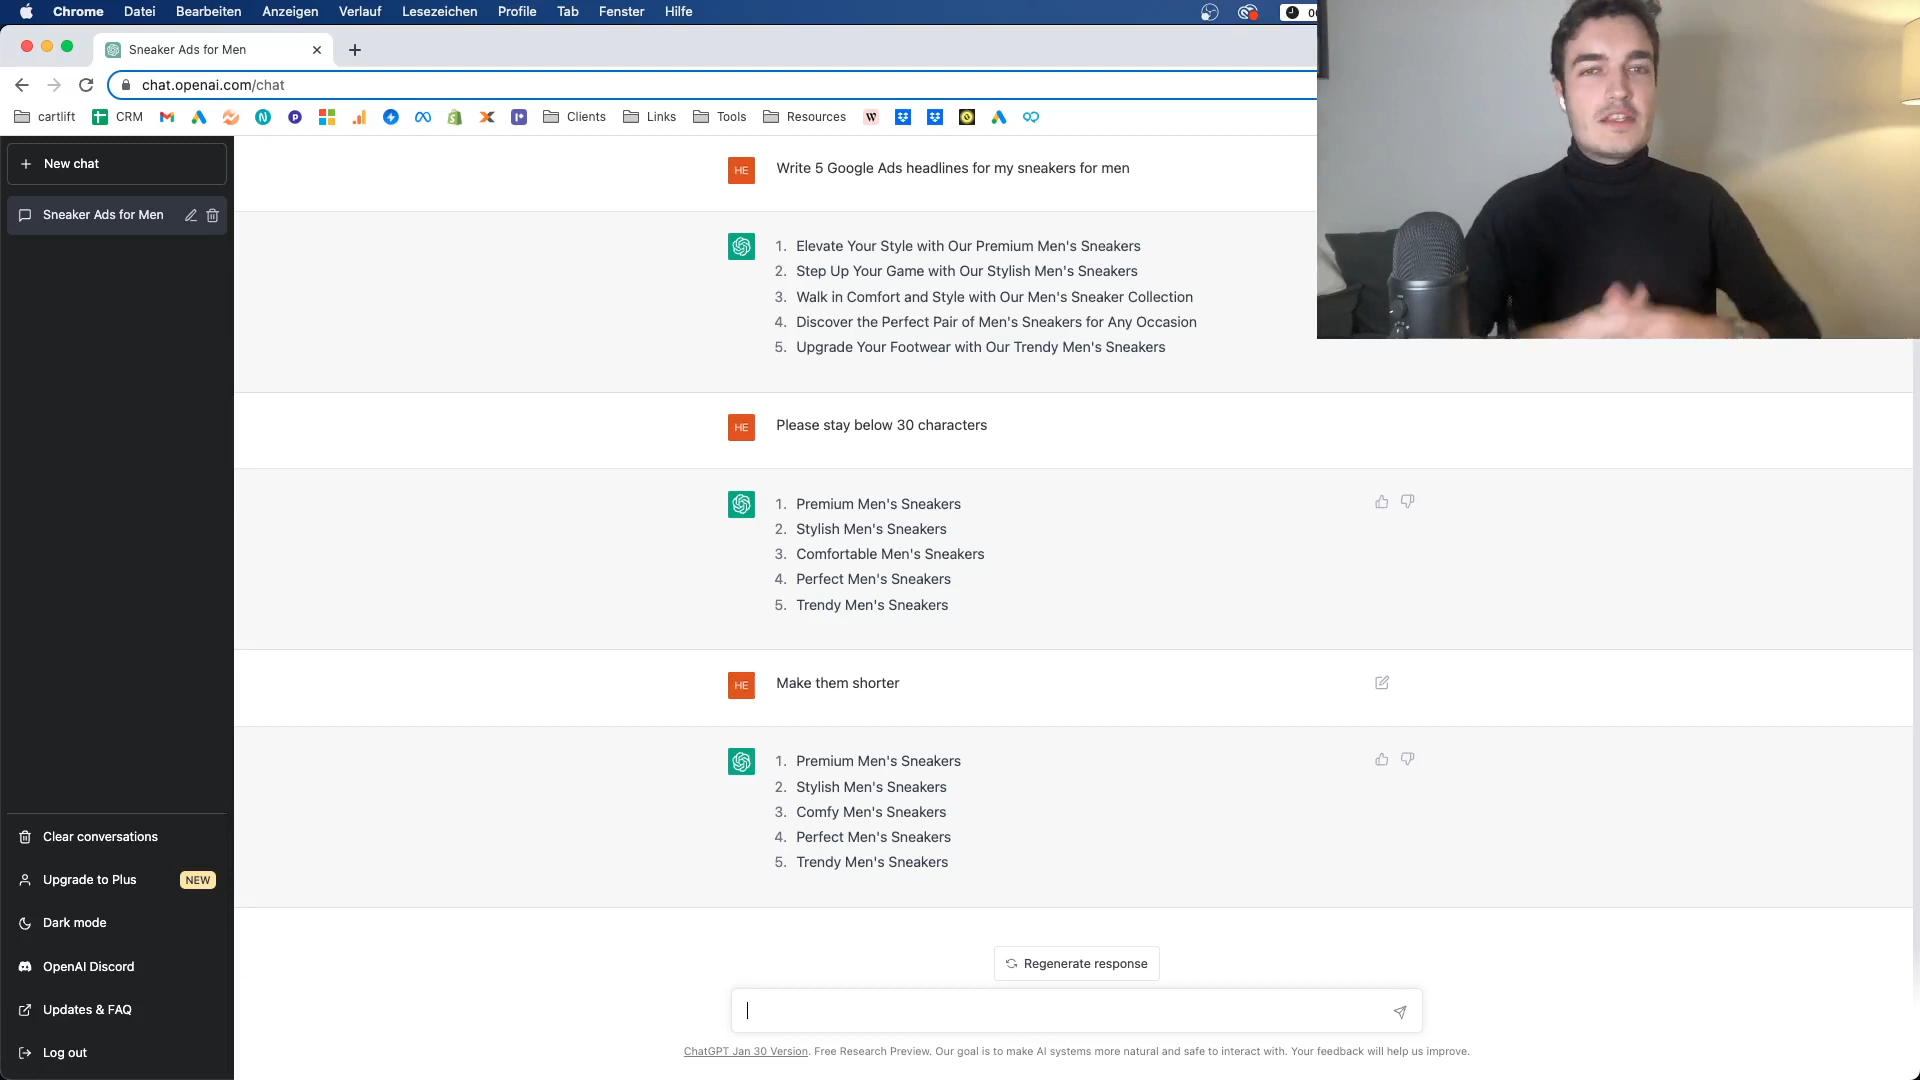 Chrome Datei Bearbeiten Anzeigen Verlauf Lesezeichen Profile Tab Fenster Hilfe
Sneaker Ads for Men
chat.openai.com/chat
cartlift CRM Clients Links Tools Resources
New chat
Sneaker Ads for Men
HE Write 5 Google Ads headlines for my sneakers for men
1. Elevate Your Style with Our Premium Men's Sneakers
2. Step Up Your Game with Our Stylish Men's Sneakers
3. Walk in Comfort and Style with Our Men's Sneaker Collection
4. Discover the Perfect Pair of Men's Sneakers for Any Occasion
5. Upgrade Your Footwear with Our Trendy Men's Sneakers
HE Please stay below 30 characters
1. Premium Men's Sneakers
2. Stylish Men's Sneakers
3. Comfortable Men's Sneakers
4. Perfect Men's Sneakers
5. Trendy Men's Sneakers
HE Make them shorter
1. Premium Men's Sneakers
2. Stylish Men's Sneakers
3. Comfy Men's Sneakers
4. Perfect Men's Sneakers
5. Trendy Men's Sneakers
Clear conversations
Upgrade to Plus NEW
Dark mode
OpenAI Discord
Updates & FAQ
Log out
Regenerate response
ChatGPT Jan 30 Version. Free Research Preview. Our goal is to make AI systems more natural and safe to interact with. Your feedback will help us improve.